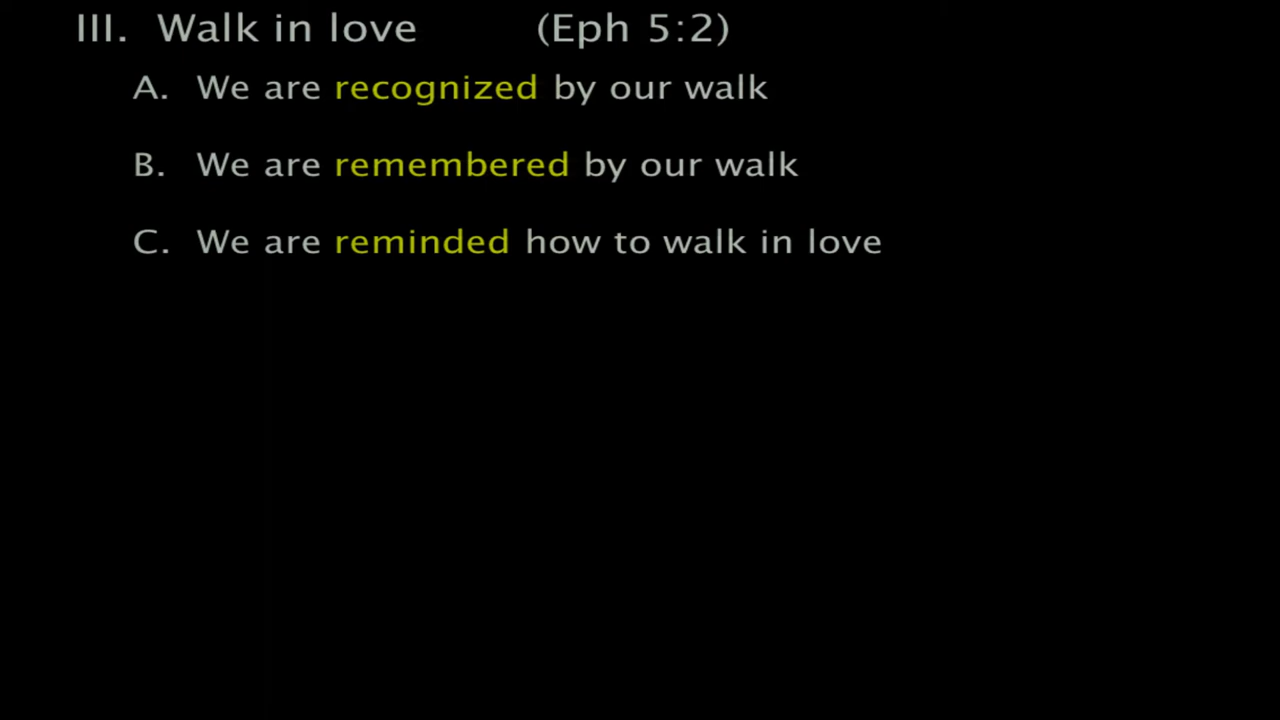 III. Walk in love (Eph 5:2)
A. We are recognized by our walk
B. We are remembered by our walk
C. We are reminded how to walk in love